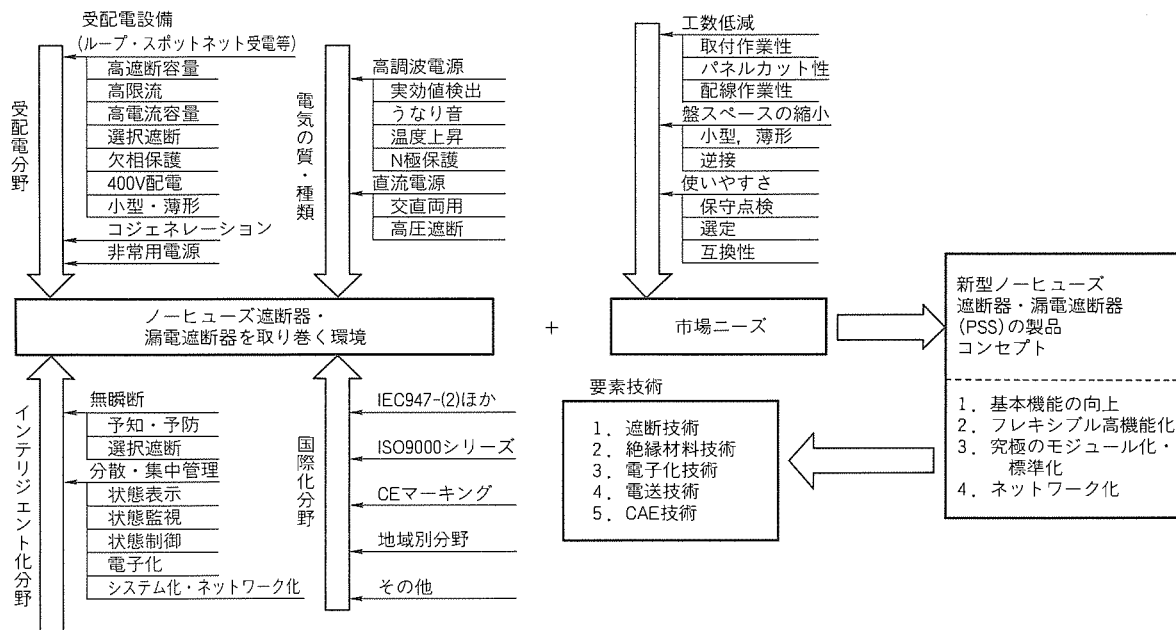 受配電設備
(ループ・スポットネット受電等)
高遮断容量
高限流
高電流容量
選択遮断
欠相保護
400V配電
小型・薄形
コジェネレーション
非常用電源
受配電分野
高調波電源
実効値検出
うなり音
温度上昇
N極保護
直流電源
交直両用
高圧遮断
電気の質・種類
工数低減
取付作業性
パネルカット性
配線作業性
盤スペースの縮小
小型，薄形
逆接
使いやすさ
保守点検
選定
互換性
ノーヒューズ遮断器・
漏電遮断器を取り巻く環境
+
市場ニーズ
新型ノーヒューズ
遮断器・漏電遮断器
(PSS)の製品
コンセプト
1．基本機能の向上
2．フレキシブル高機能化
3．究極のモジュール化・
標準化
4．ネットワーク化
無瞬断
予知・予防
選択遮断
分散・集中管理
状態表示
状態監視
状態制御
電子化
システム化・ネットワーク化
インテリジェント化分野
IEC947-(2)ほか
ISO9000シリーズ
CEマーキング
地域別分野
その他
国際化分野
要素技術
1．遮断技術
2．絶縁材料技術
3．電子化技術
4．電送技術
5．CAE技術